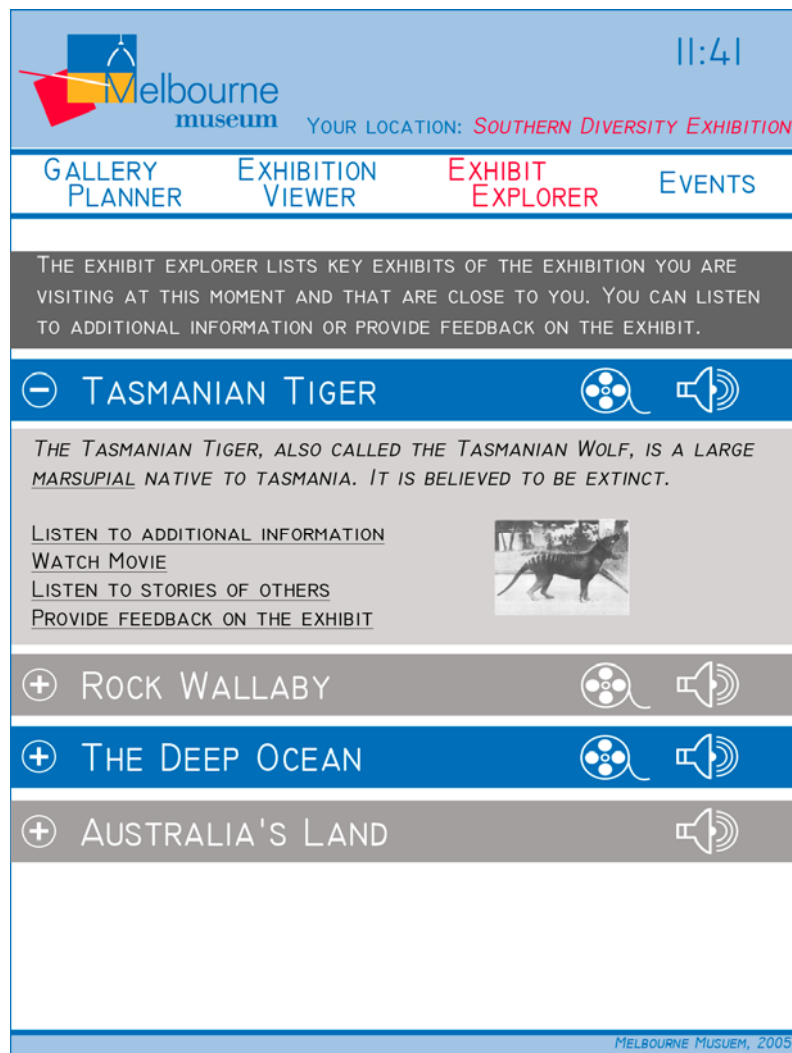 11:41
Melbourne
museum
YOUR LOCATION: SOUTHERN DIVERSITY EXHIBITION
GALLERY
PLANNER
EXHIBITION
VIEWER
EXHIBIT
EXPLORER
EVENTS
THE EXHIBIT EXPLORER LISTS KEY EXHIBITS OF THE EXHIBITION YOU ARE
VISITING AT THIS MOMENT AND THAT ARE CLOSE TO YOU. YOU CAN LISTEN
TO ADDITIONAL INFORMATION OR PROVIDE FEEDBACK ON THE EXHIBIT.
TASMANIAN TIGER
THE TASMANIAN TIGER, ALSO CALLED THE TASMANIAN WOLF, IS A LARGE
MARSUPIAL NATIVE TO TASMANIA. IT IS BELIEVED TO BE EXTINCT.
LISTEN TO ADDITIONAL INFORMATION
WATCH MOVIE
LISTEN TO STORIES OF OTHERS
PROVIDE FEEDBACK ON THE EXHIBIT
ROCK WALLABY
THE DEEP OCEAN
AUSTRALIA'S LAND
MELBOURNE MUSUEM, 2005